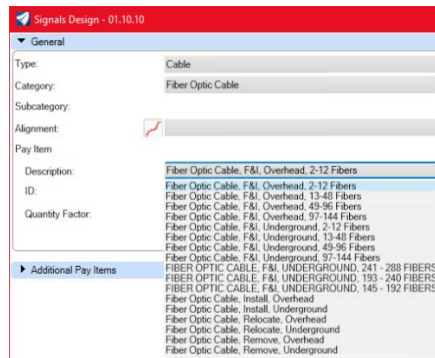 Signals Design - 01.10.10
General
Type: Cable
Category: Fiber Optic Cable
Subcategory:
Alignment:
Pay Item
Description: Fiber Optic Cable, F&I, Overhead, 2-12 Fibers
ID: Fiber Optic Cable, F&I, Overhead, 2-12 Fibers
Fiber Optic Cable, F&I, Overhead, 13-48 Fibers
Fiber Optic Cable, F&I, Overhead, 49-96 Fibers
Quantity Factor: Fiber Optic Cable, F&I, Overhead, 97-144 Fibers
Fiber Optic Cable, F&I, Underground, 2-12 Fibers
Fiber Optic Cable, F&I, Underground, 13-48 Fibers
Fiber Optic Cable, F&I, Underground, 49-96 Fibers
Fiber Optic Cable, F&I, Underground, 97-144 Fibers
Additional Pay Items FIBER OPTIC CABLE, F&I, UNDERGROUND, 241 - 288 FIBERS
FIBER OPTIC CABLE, F&I, UNDERGROUND, 193 - 240 FIBERS
FIBER OPTIC CABLE, F&I, UNDERGROUND, 145 - 192 FIBERS
Fiber Optic Cable, Install, Overhead
Fiber Optic Cable, Install, Underground
Fiber Optic Cable, Relocate, Overhead
Fiber Optic Cable, Relocate, Underground
Fiber Optic Cable, Remove, Overhead
Fiber Optic Cable, Remove, Underground